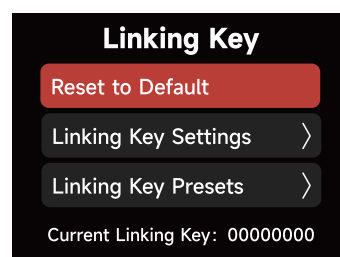 Linking Key
Reset to Default
Linking Key Settings
Linking Key Presets
Current Linking Key: 00000000